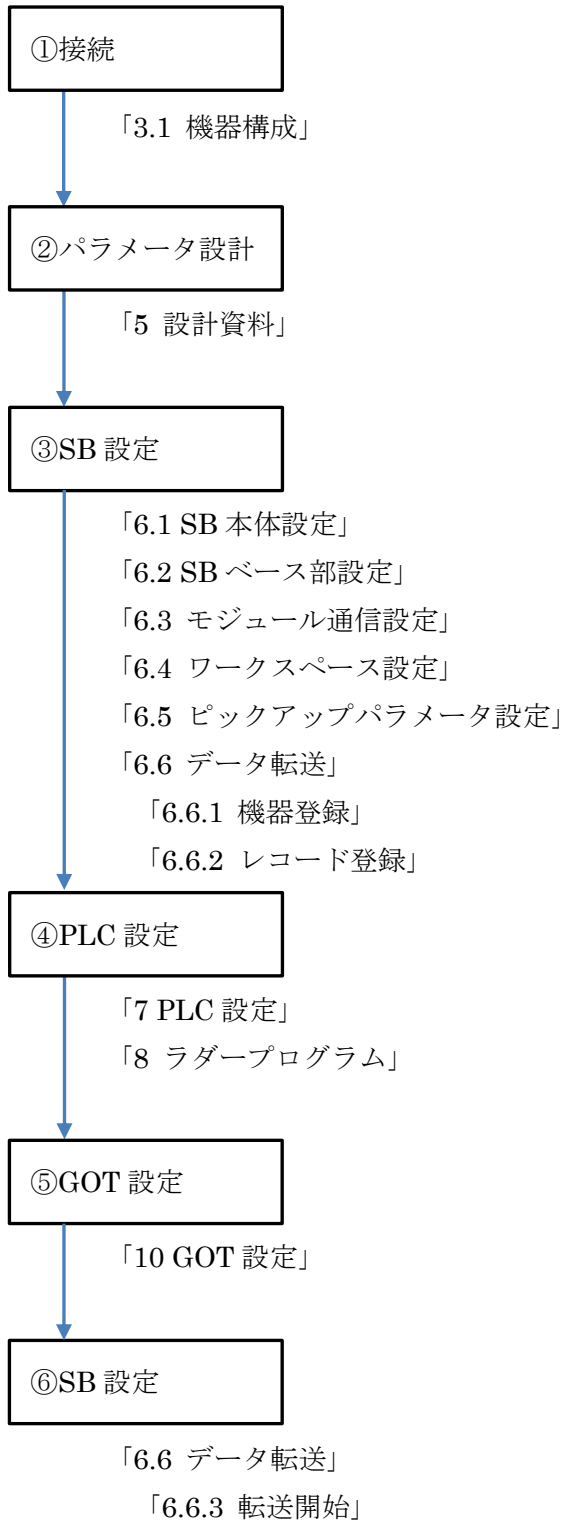 ①接続
「3.1 機器構成」
②パラメータ設計
「5 設計資料」
③SB 設定
「6.1 SB 本体設定」
「6.2 SB ベース部設定」
「6.3 モジュール通信設定」
「6.4 ワークスペース設定」
「6.5 ピックアップパラメータ設定」
「6.6 データ転送」
「6.6.1 機器登録」
「6.6.2 レコード登録」
④PLC 設定
「7 PLC 設定」
「8 ラダープログラム」
⑤GOT 設定
「10 GOT 設定」
⑥SB 設定
「6.6 データ転送」
「6.6.3 転送開始」